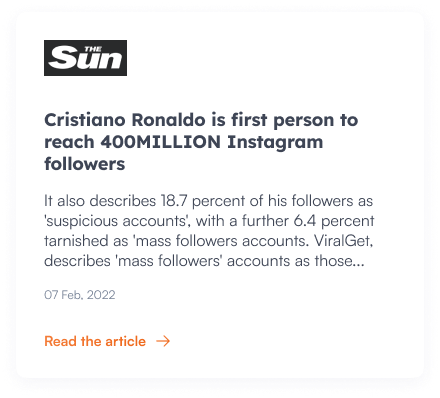 THE
Sun
Cristiano Ronaldo is first person to
reach 400MILLION Instagram
followers
It also describes 18.7 percent of his followers as
'suspicious accounts', with a further 6.4 percent
tarnished as 'mass followers accounts. ViralGet,
describes 'mass followers' accounts as those...
07 Feb, 2022
Read the article →